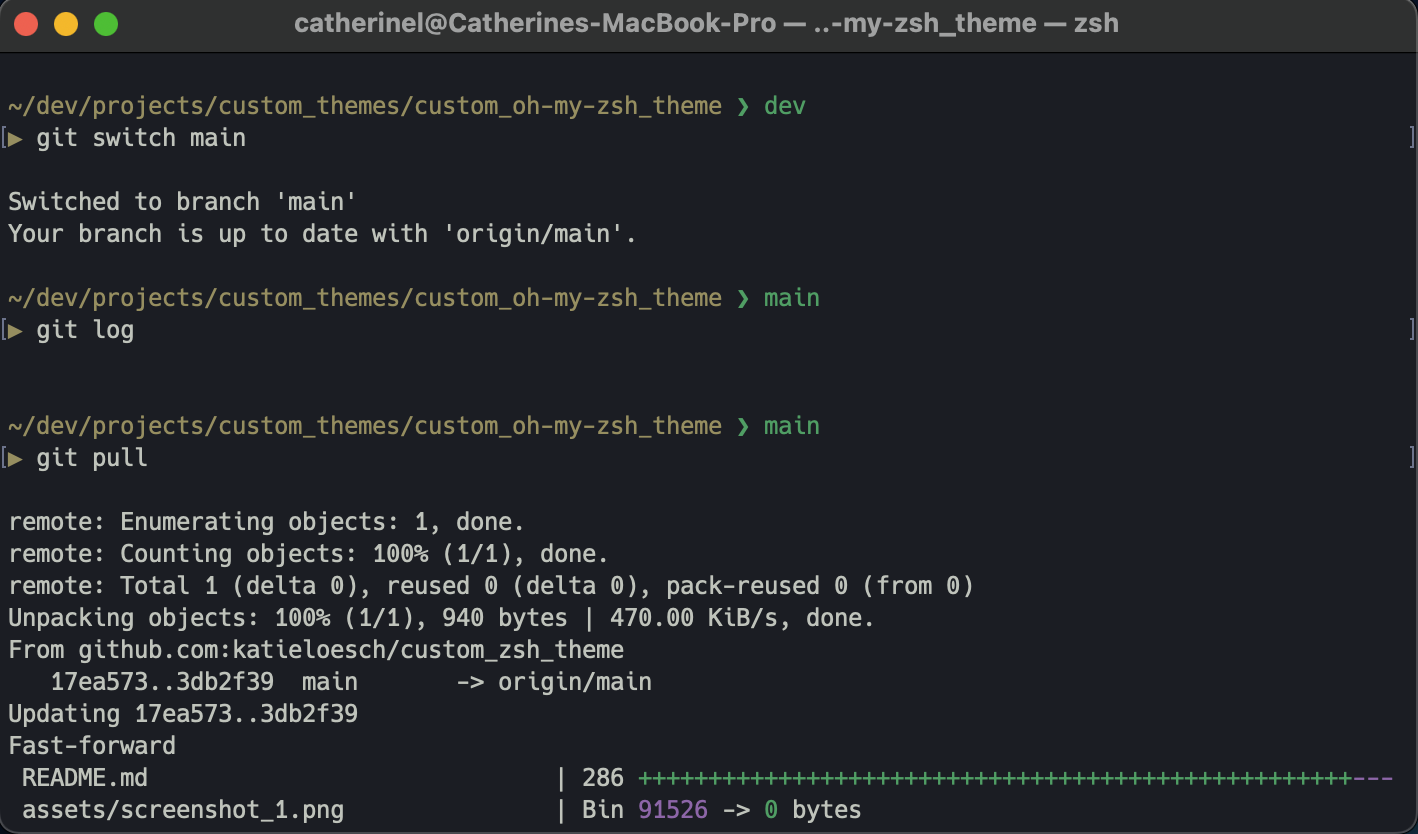 catherinel@Catherines-MacBook-Pro — ..-my-zsh_theme — zsh
~/dev/projects/custom_themes/custom_oh-my-zsh_theme ❯ dev
[▶ git switch main ]
Switched to branch 'main'
Your branch is up to date with 'origin/main'.
~/dev/projects/custom_themes/custom_oh-my-zsh_theme ❯ main
[▶ git log ]
~/dev/projects/custom_themes/custom_oh-my-zsh_theme ❯ main
[▶ git pull ]
remote: Enumerating objects: 1, done.
remote: Counting objects: 100% (1/1), done.
remote: Total 1 (delta 0), reused 0 (delta 0), pack-reused 0 (from 0)
Unpacking objects: 100% (1/1), 940 bytes | 470.00 KiB/s, done.
From github.com:katieloesch/custom_zsh_theme
   17ea573..3db2f39  main       -> origin/main
Updating 17ea573..3db2f39
Fast-forward
 README.md                             | 286 +++++++++++++++++++++++++++++++++++++++++++++++++++---
 assets/screenshot_1.png               | Bin 91526 -> 0 bytes